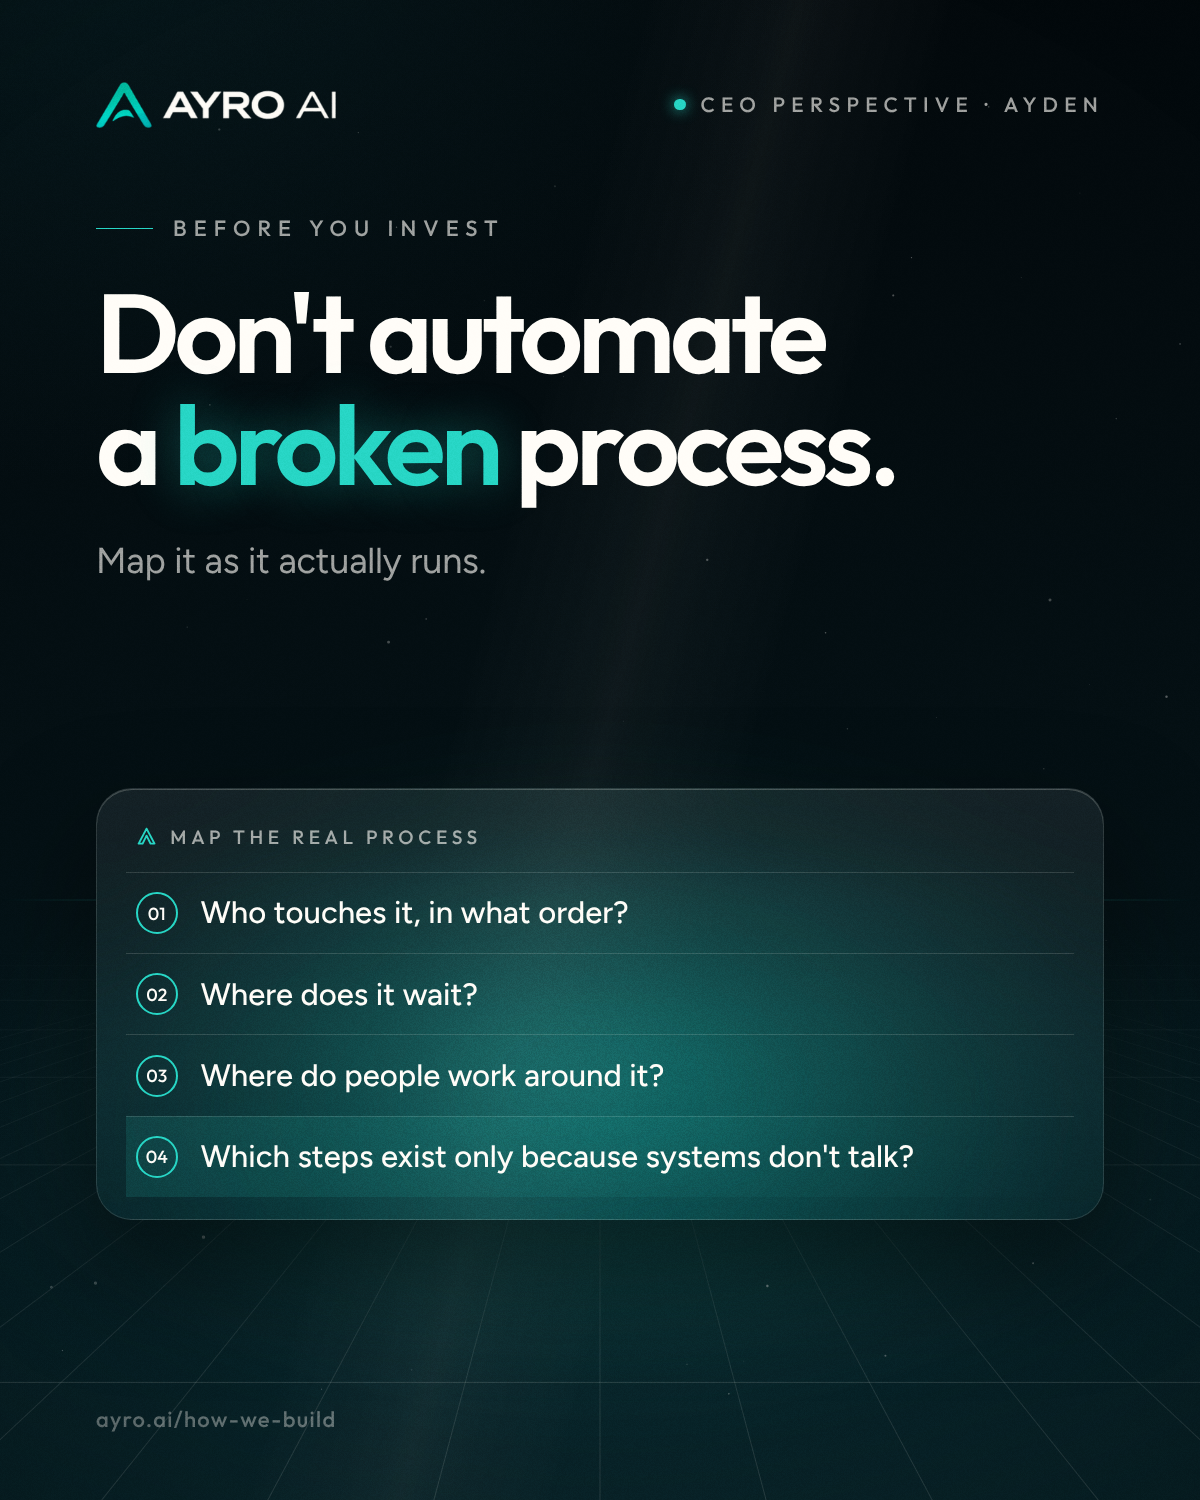 AYRO AI
CEO PERSPECTIVE · AYDEN
BEFORE YOU INVEST
Don't automate
a broken process.
Map it as it actually runs.
MAP THE REAL PROCESS
01 Who touches it, in what order?
02 Where does it wait?
03 Where do people work around it?
04 Which steps exist only because systems don't talk?
ayro.ai/how-we-build